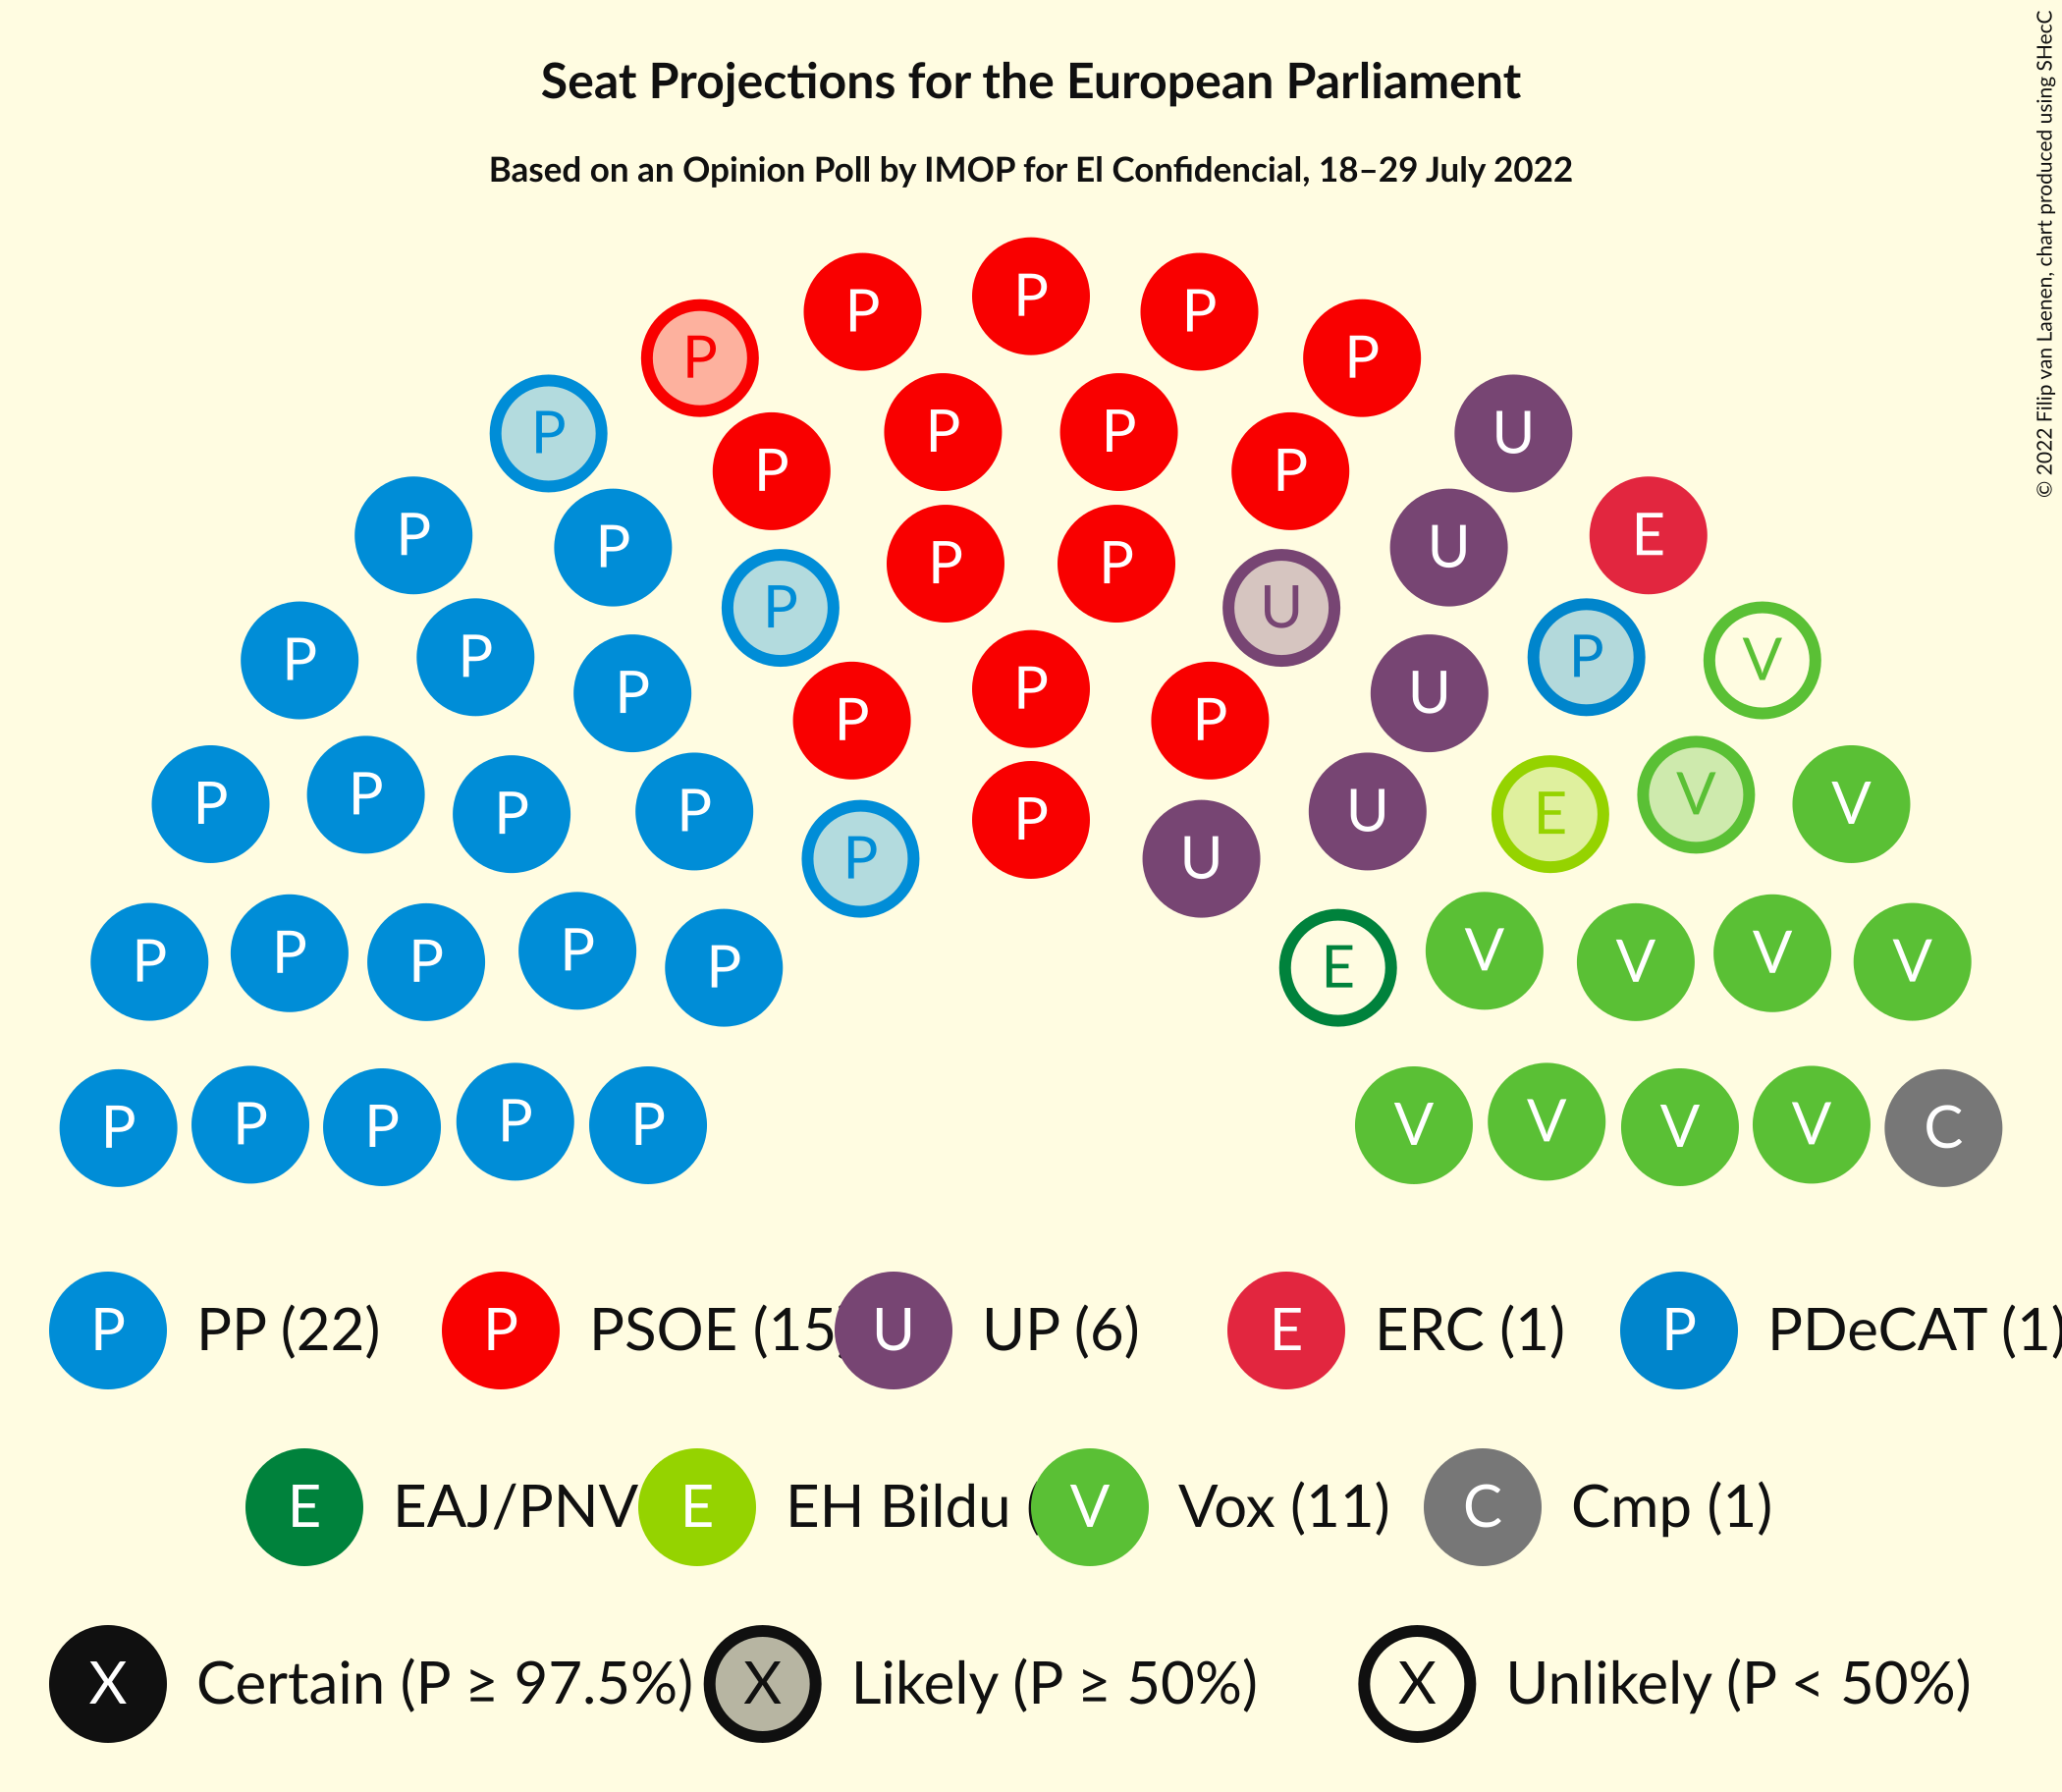 Seat Projections for the European Parliament
Based on an Opinion Poll by IMOP for El Confidencial, 18–29 July 2022
© 2022 Filip van Laenen, chart produced using SHecC
P P P P P
P P P P
P U
P P U E
P P U
P P U P V
P P P P U
P P P
P P P P P U E V V
P P U
P P P P P E V V V V
P P P P P V V V V C
P PP (22) P PSOE (15 U UP (6) E ERC (1) P PDeCAT (1)
E EAJ/PNV E EH Bildu V Vox (11) C Cmp (1)
X Certain (P ≥ 97.5%) X Likely (P ≥ 50%) X Unlikely (P < 50%)